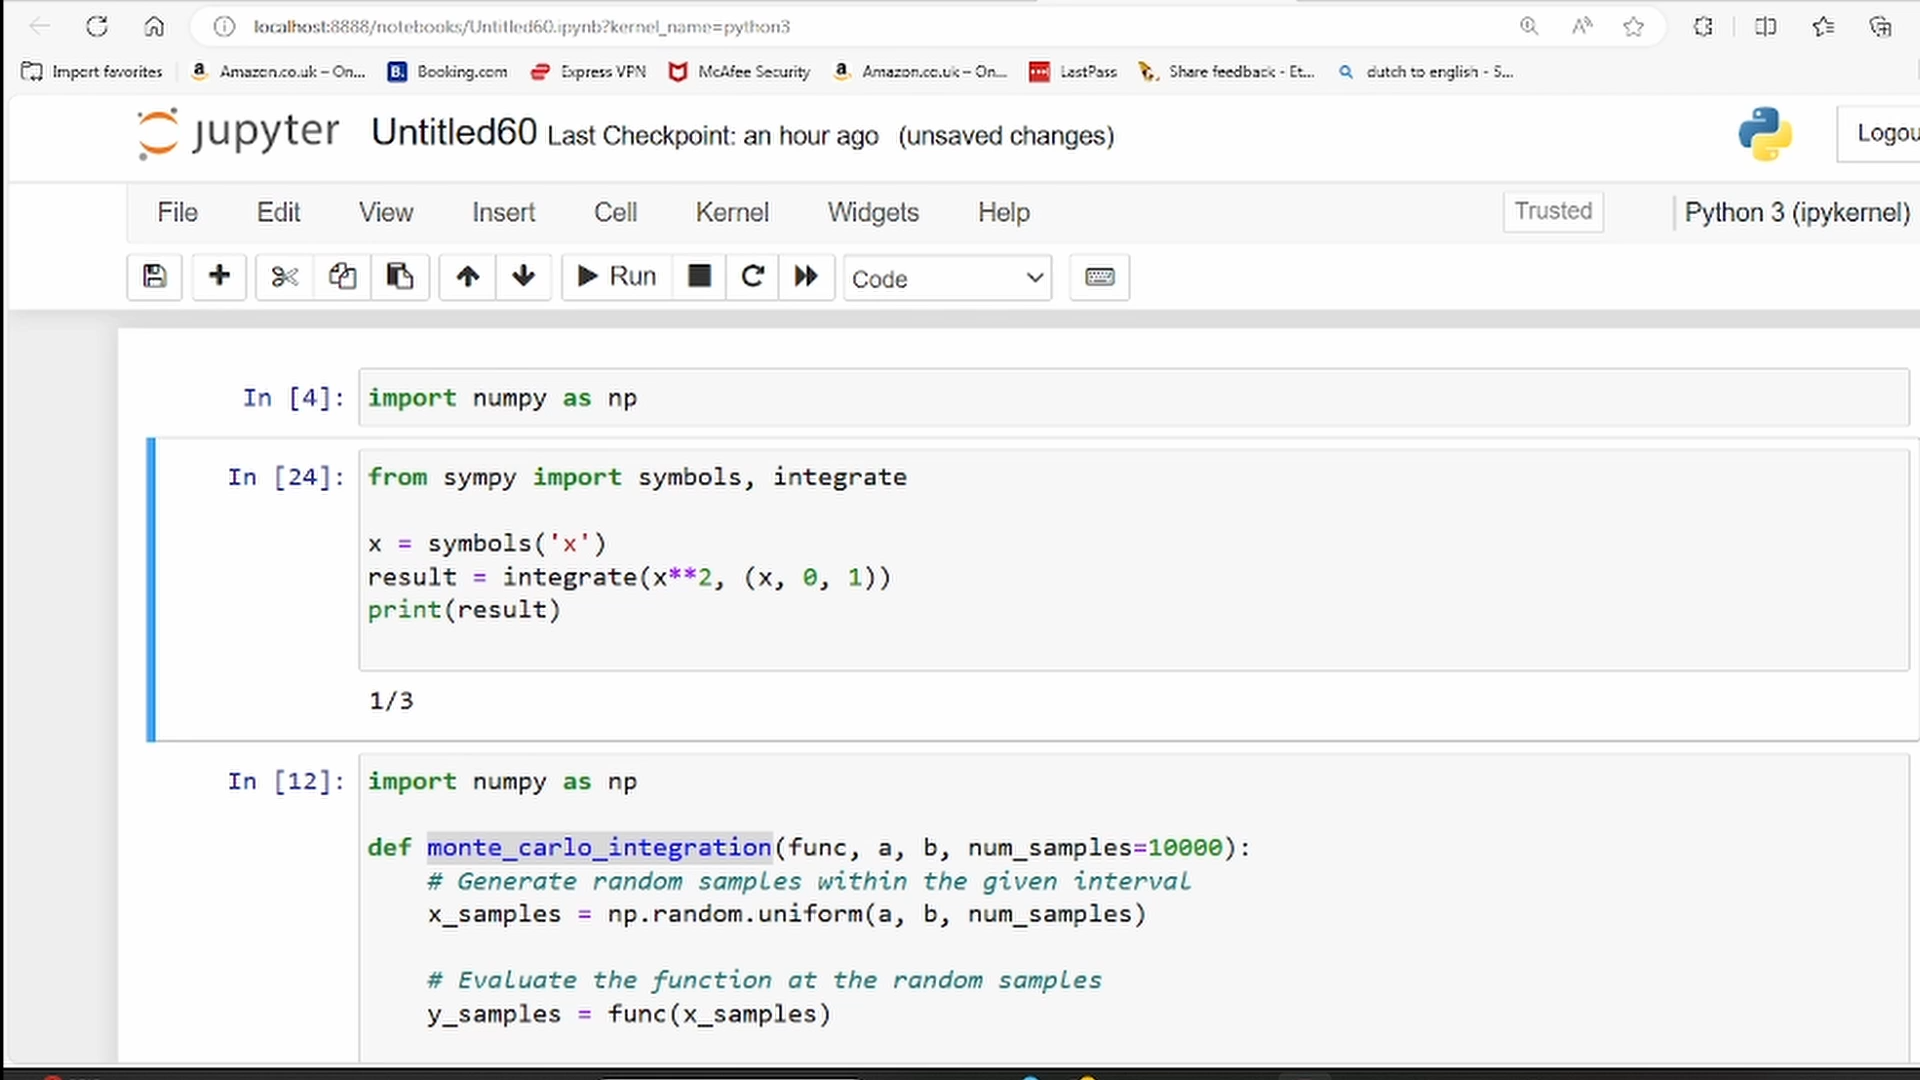 localhost:8888/notebooks/Untitled60.ipynb?kernel_name=python3
Import favorites Amazon.co.uk – On... Booking.com Express VPN McAfee Security Amazon.co.uk – On... LastPass Share feedback - Et... dutch to english - S...
jupyter Untitled60 Last Checkpoint: an hour ago (unsaved changes) Logou
File Edit View Insert Cell Kernel Widgets Help Trusted Python 3 (ipykernel)
Run Code
In [4]: import numpy as np
In [24]: from sympy import symbols, integrate
x = symbols('x')
result = integrate(x**2, (x, 0, 1))
print(result)
1/3
In [12]: import numpy as np
def monte_carlo_integration(func, a, b, num_samples=10000):
# Generate random samples within the given interval
x_samples = np.random.uniform(a, b, num_samples)
# Evaluate the function at the random samples
y_samples = func(x_samples)